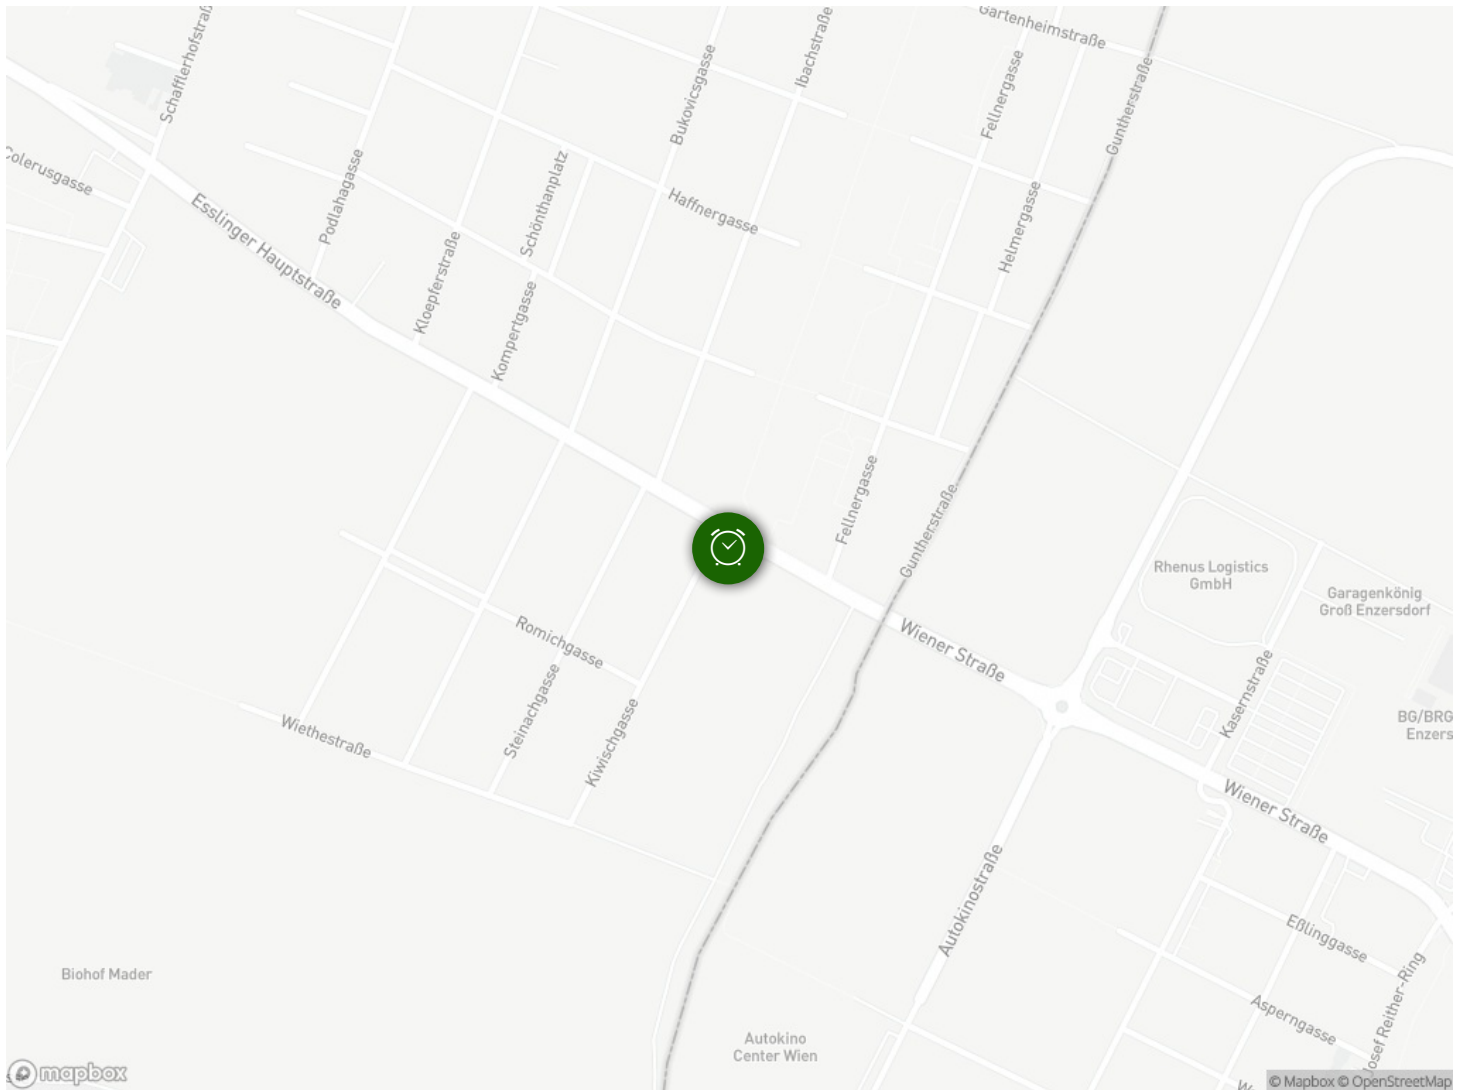 Gartenheimstraße
Schafflerhofstraß
Bukovicsgasse
Ibachstraße
Fellnergasse
Guntherstraße
Colerusgasse
Podlahagasse
Schönthanplatz
Haffnergasse
Helmergasse
Esslinger Hauptstraße
Kloepferstraße
Kompertgasse
Fellnergasse
Guntherstraße
Rhenus Logistics
GmbH
Garagenkönig
Groß Enzersdorf
Romichgasse
Wiener Straße
Kasernstraße
Steinachgasse
Wiethestraße
Kiwischgasse
BG/BRG
Enzers
Wiener Straße
Autokinostraße
Eßlinggasse
Biohof Mader
Asperngasse
Josef Reither-Ring
Autokino
Center Wien
mapbox
© Mapbox © OpenStreetMap